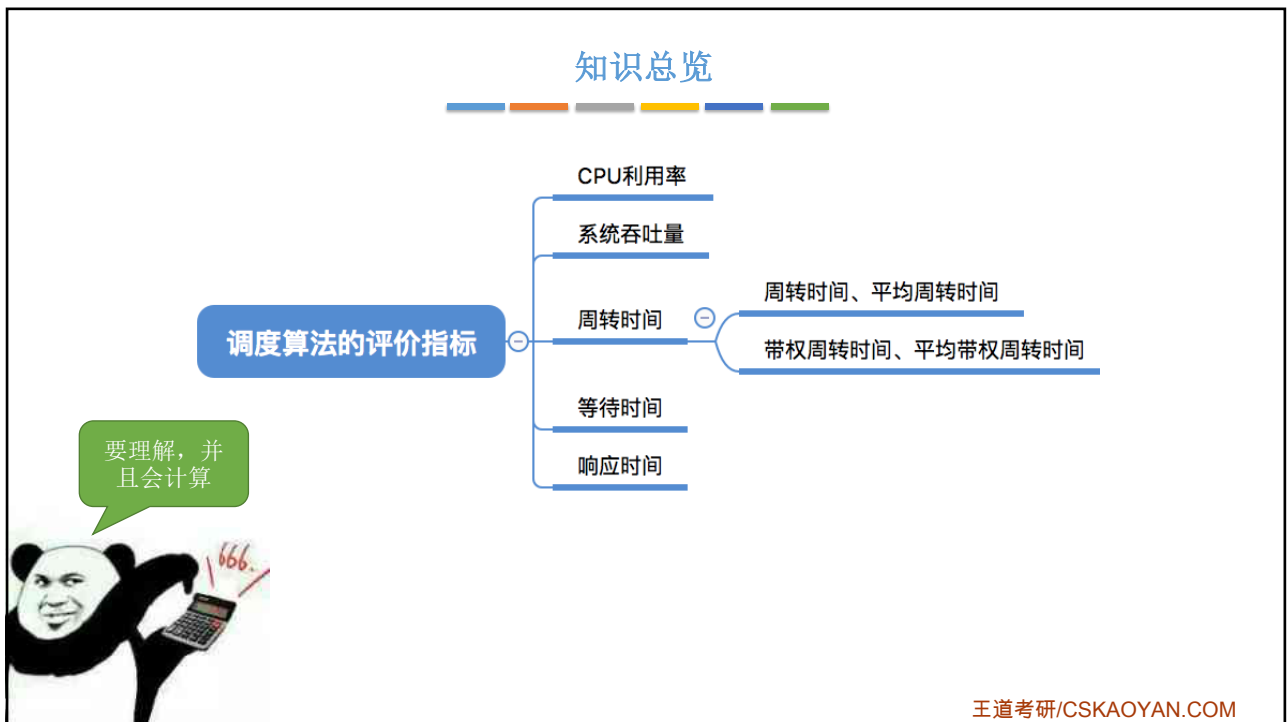 知识总览
CPU利用率
系统吞吐量
周转时间
周转时间、平均周转时间
带权周转时间、平均带权周转时间
调度算法的评价指标
等待时间
响应时间
要理解，并
且会计算
666.
王道考研/CSKAOYAN.COM